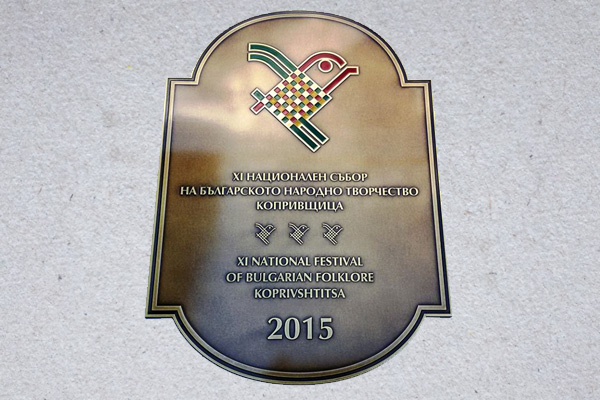 XI НАЦИОНАЛЕН СЪБОР
НА БЪЛГАРСКОТО НАРОДНО ТВОРЧЕСТВО
КОПРИВЩИЦА
XI NATIONAL FESTIVAL
OF BULGARIAN FOLKLORE
KOPRIVSHTITSA
2015